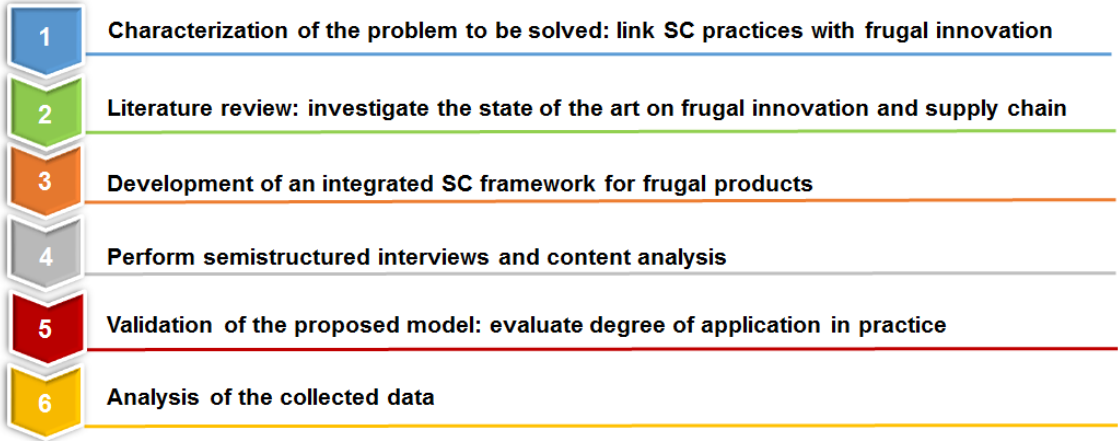 1 Characterization of the problem to be solved: link SC practices with frugal innovation
2 Literature review: investigate the state of the art on frugal innovation and supply chain
3 Development of an integrated SC framework for frugal products
4 Perform semistructured interviews and content analysis
5 Validation of the proposed model: evaluate degree of application in practice
6 Analysis of the collected data